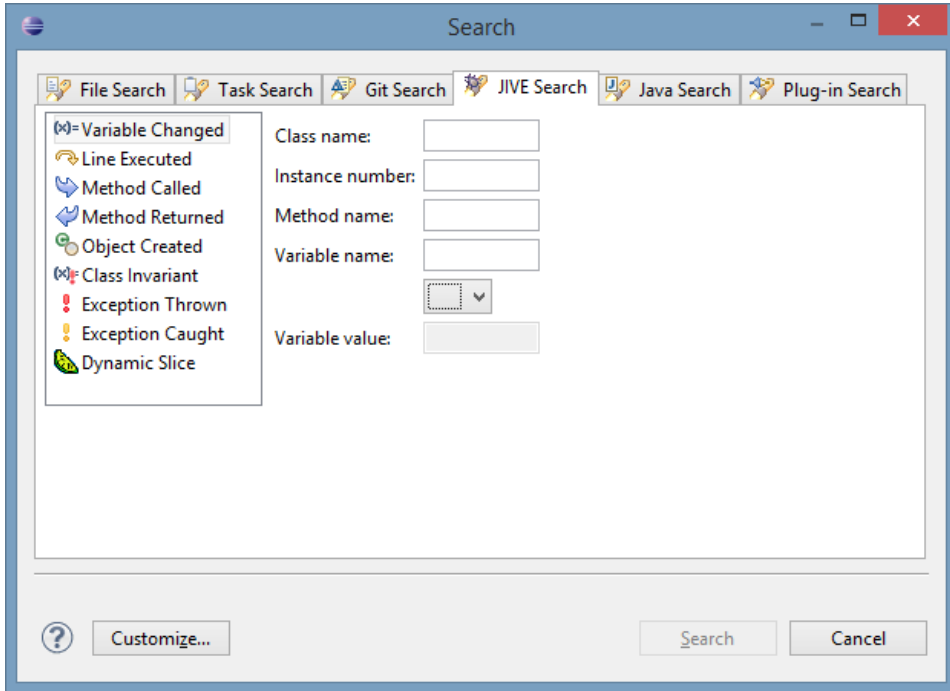 Search
File Search
Task Search
Git Search
JIVE Search
Java Search
Plug-in Search
(x)= Variable Changed
Line Executed
Method Called
Method Returned
Object Created
Class Invariant
Exception Thrown
Exception Caught
Dynamic Slice
Class name:
Instance number:
Method name:
Variable name:
Variable value:
Customize...
Search
Cancel